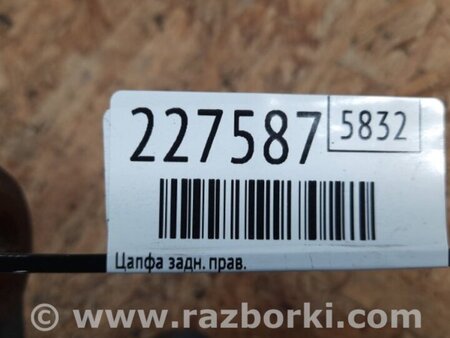 227587 5832
Цапфа задн. прав.
© www.razborki.com